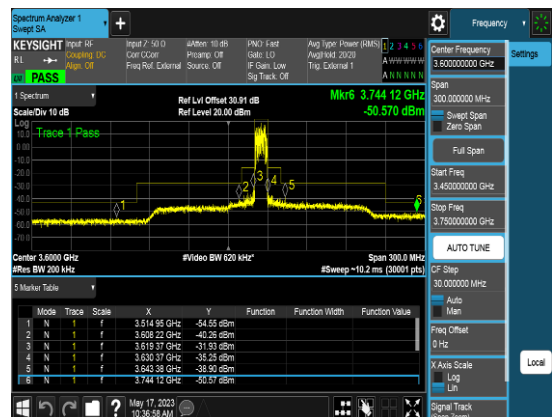 Spectrum Analyzer 1
Swept SA
+
Frequency
KEYSIGHT
Input: RF
Input Z: 50 Ω
#Atten: 10 dB
PNO: Fast
Avg Type: Power (RMS)
1 2 3 4 5 6
RL
Coupling: DC
Corr CCorr
Preamp: Off
Gate: LO
Avg|Hold: 20/20
A W W W W W
Align: Off
Freq Ref: External
Source: Off
IF Gain: Low
Trig: External 1
Sig Track: Off
A N N N N N
PASS
Center Frequency
3.600000000 GHz
Settings
Span
300.000000 MHz
Swept Span
Zero Span
Full Span
Start Freq
3.450000000 GHz
Stop Freq
3.750000000 GHz
AUTO TUNE
CF Step
30.000000 MHz
Auto
Man
Freq Offset
0 Hz
X Axis Scale
Log
Lin
Local
Signal Track
1 Spectrum
Ref Lvl Offset 30.91 dB
Mkr6 3.744 12 GHz
Scale/Div 10 dB
Ref Level 20.00 dBm
-50.570 dBm
Log
Trace 1 Pass
10.0
0.00
-10.0
-20.0
-30.0
-40.0
-50.0
-60.0
-70.0
1
2
3
4
5
6
Center 3.6000 GHz
#Video BW 620 kHz*
Span 300.0 MHz
#Res BW 200 kHz
#Sweep ~10.2 ms (30001 pts)
5 Marker Table
Mode Trace Scale X Y Function Function Width Function Value
1 N 1 f 3.514 95 GHz -54.55 dBm
2 N 1 f 3.608 22 GHz -40.26 dBm
3 N 1 f 3.619 37 GHz -31.93 dBm
4 N 1 f 3.630 37 GHz -35.25 dBm
5 N 1 f 3.643 38 GHz -38.90 dBm
6 N 1 f 3.744 12 GHz -50.57 dBm
?
May 17, 2023
10:36:58 AM